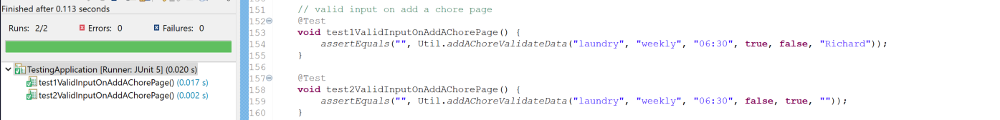 Finished after 0.113 seconds
Runs: 2/2 Errors: 0 Failures: 0
TestingApplication [Runner: JUnit 5] (0.020 s)
test1ValidInputOnAddAChorePage() (0.017 s)
test2ValidInputOnAddAChorePage() (0.002 s)
151 // valid input on add a chore page
152 @Test
153 void test1ValidInputOnAddAChorePage() {
154 assertEquals("", Util.addAChoreValidateData("laundry", "weekly", "06:30", true, false, "Richard"));
155 }
156
157 @Test
158 void test2ValidInputOnAddAChorePage() {
159 assertEquals("", Util.addAChoreValidateData("laundry", "weekly", "06:30", false, true, ""));
160 }